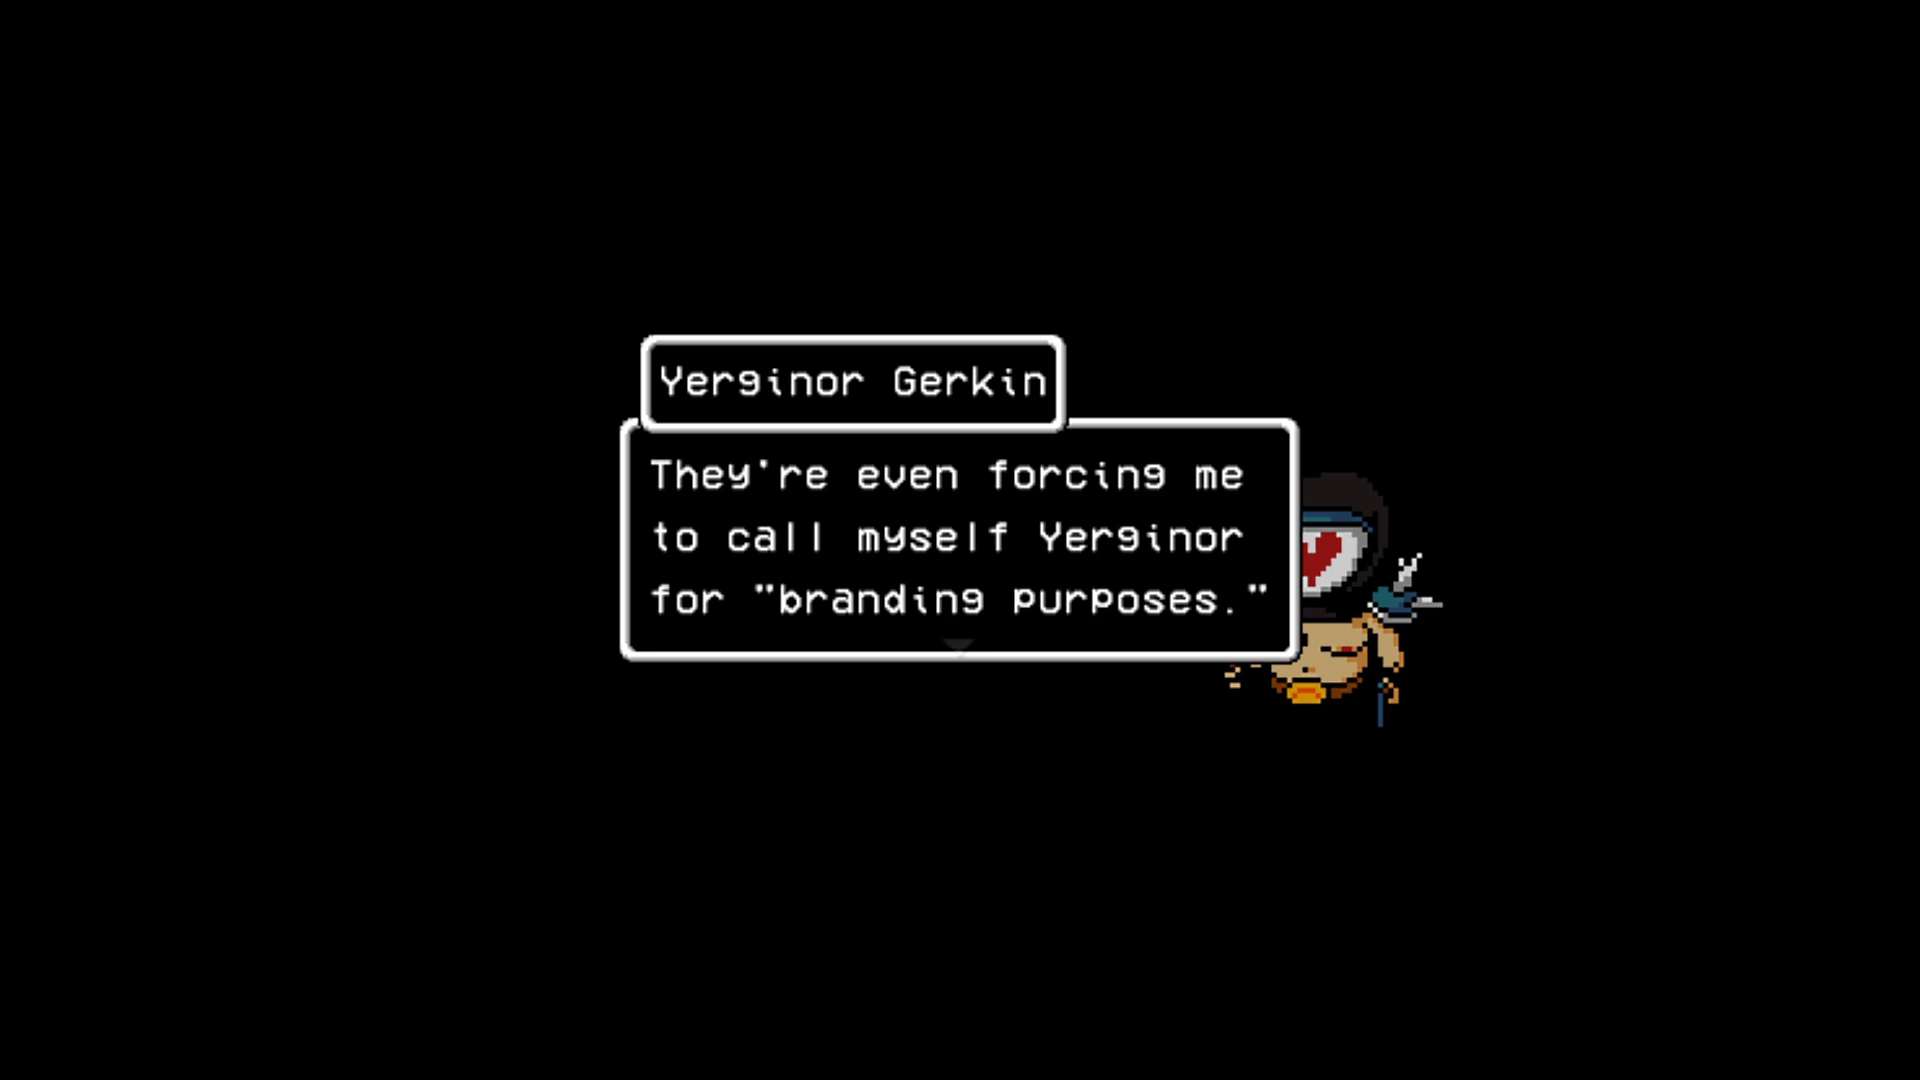 Yerginor Gerkin
They're even forcing me
to call myself Yerginor
for "branding purposes."